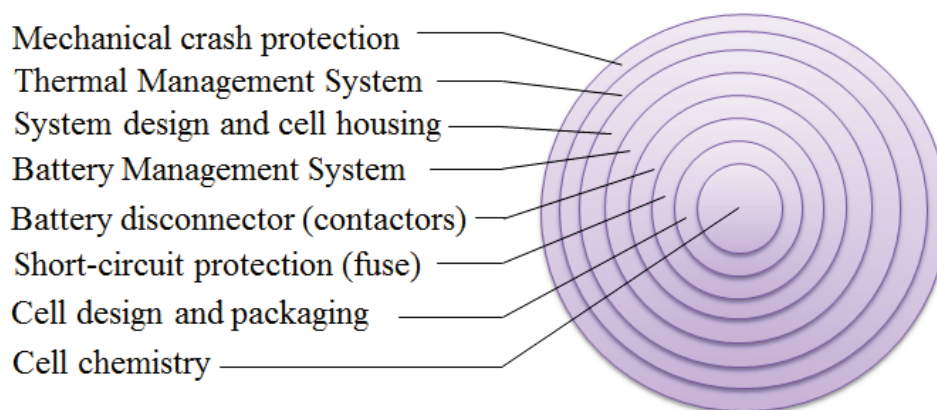 Mechanical crash protection
Thermal Management System
System design and cell housing
Battery Management System
Battery disconnector (contactors)
Short-circuit protection (fuse)
Cell design and packaging
Cell chemistry